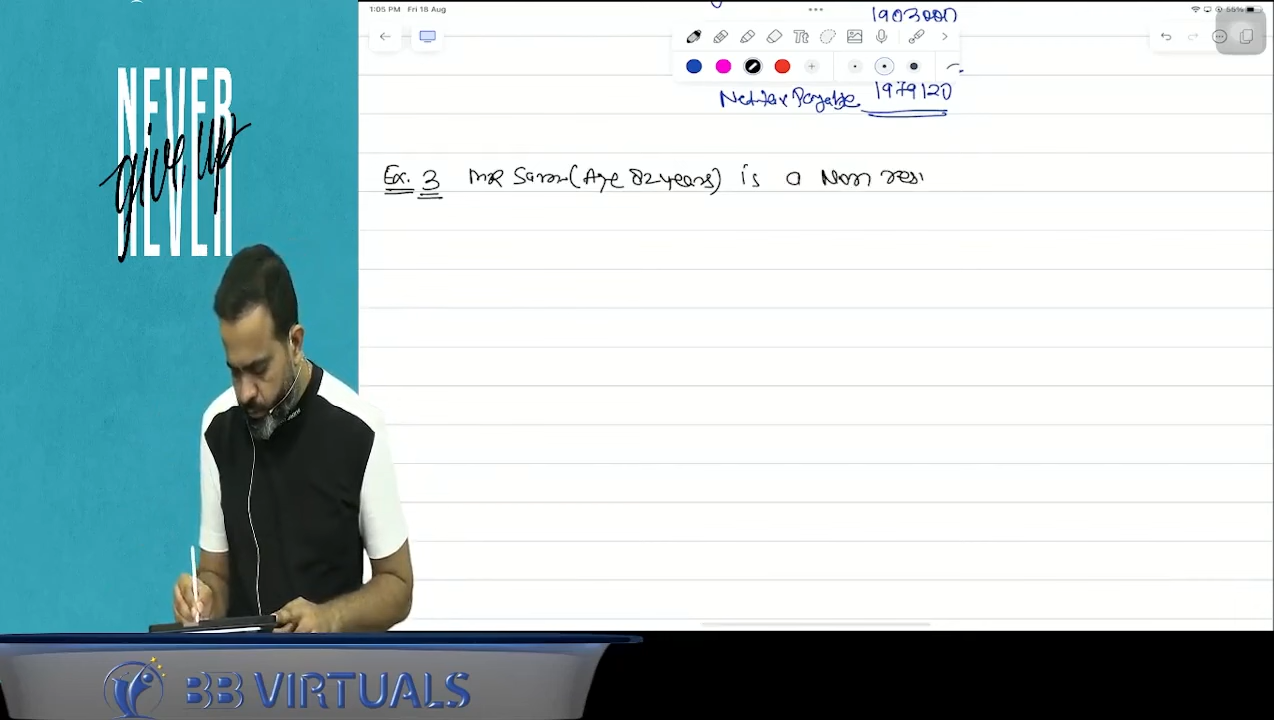 1:05 PM Fri 18 Aug
56%
1903000
NEVER
give up
NEVER
Net tax Payable 1979120
Ex. 3 MR Saran (Age 82 years) is a Non resi
BB VIRTUALS